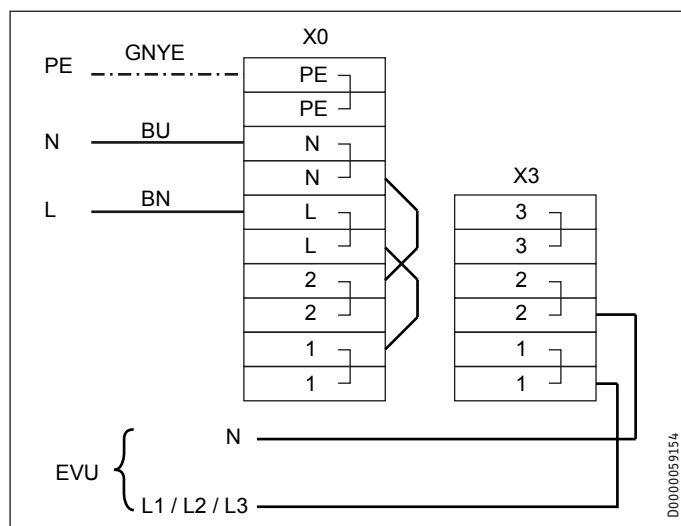 X0
PE GNYE PE
PE
N BU N
N X3
L BN L 3
L 3
2 2
2 2
1 1
1 1
N
EVU
L1 / L2 / L3
D0000059154